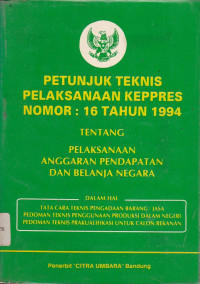 PETUNJUK TEKNIS
PELAKSANAAN KEPPRES
NOMOR : 16 TAHUN 1994
TENTANG
PELAKSANAAN
ANGGARAN PENDAPATAN
DAN BELANJA NEGARA
DALAM HAL
TATA CARA TEKNIS PENGADAAN BARANG / JASA
PEDOMAN TEKNIS PENGGUNAAN PRODUKSI DALAM NEGERI
PEDOMAN TEKNIS PRAKUALIFIKASI UNTUK CALON REKANAN
Penerbit "CITRA UMBARA" Bandung